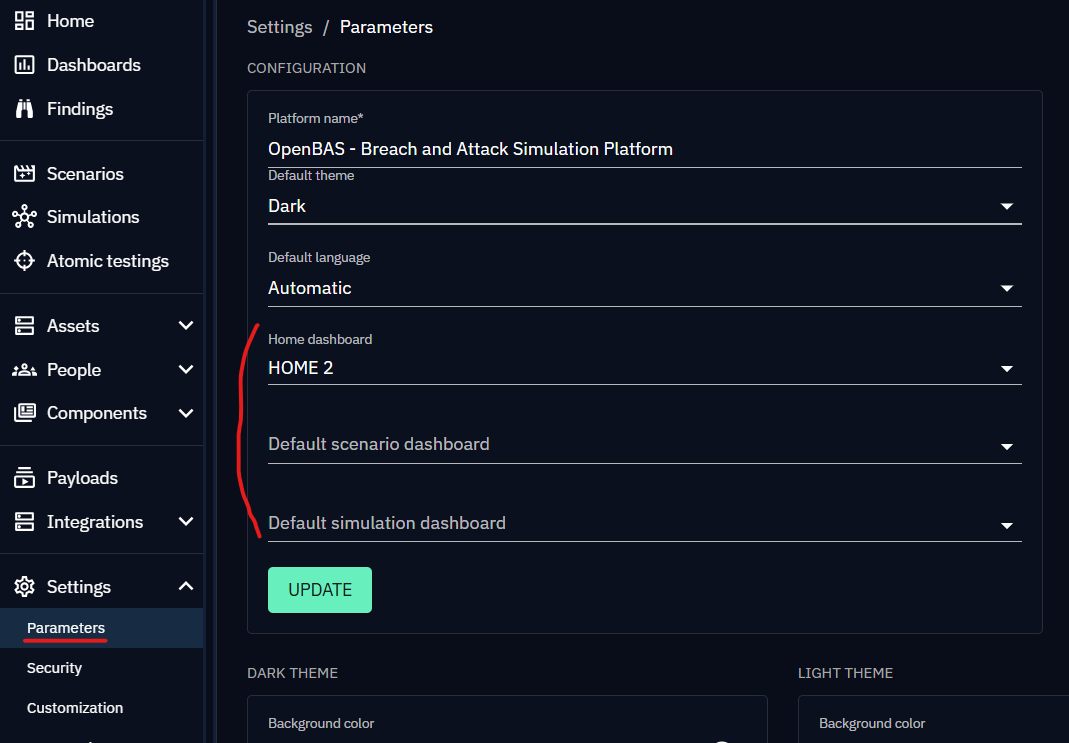 Home
Dashboards
Findings
Scenarios
Simulations
Atomic testings
Assets
People
Components
Payloads
Integrations
Settings
Parameters
Security
Customization
Settings / Parameters
CONFIGURATION
Platform name*
OpenBAS - Breach and Attack Simulation Platform
Default theme
Dark
Default language
Automatic
Home dashboard
HOME 2
Default scenario dashboard
Default simulation dashboard
UPDATE
DARK THEME
Background color
LIGHT THEME
Background color